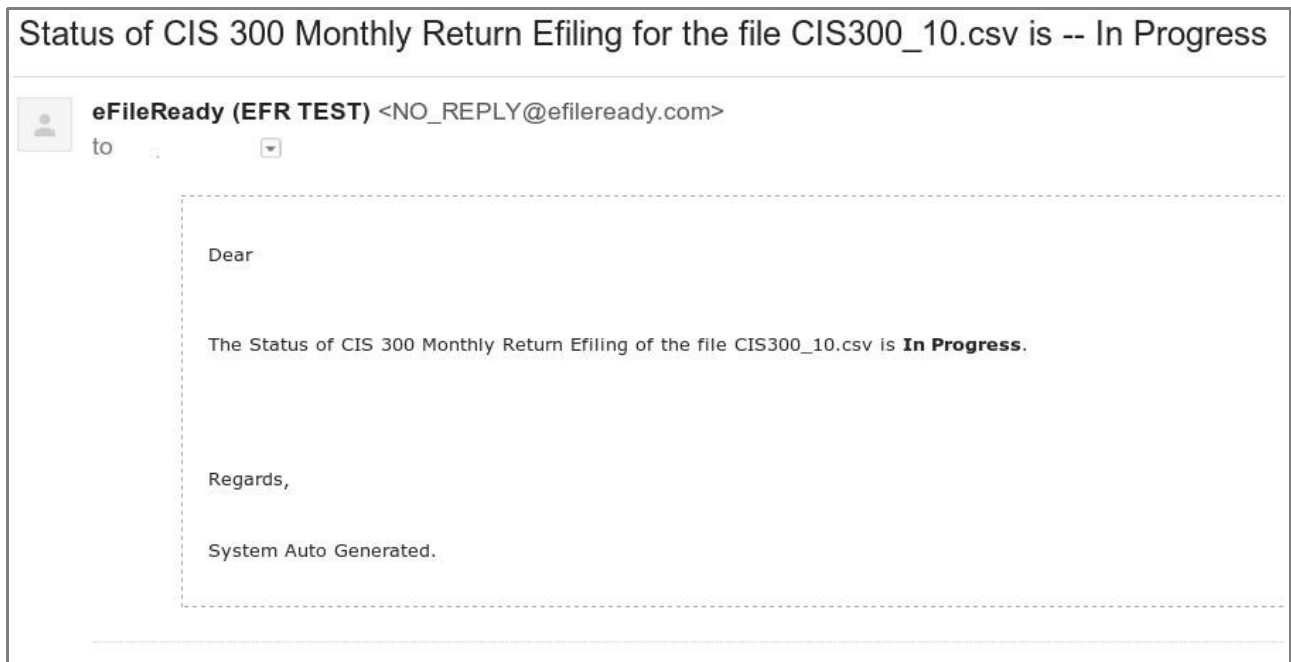 Status of CIS 300 Monthly Return Efiling for the file CIS300_10.csv is -- In Progress
eFileReady (EFR TEST) <NO_REPLY@efileready.com>
to
Dear
The Status of CIS 300 Monthly Return Efiling of the file CIS300_10.csv is In Progress.
Regards,
System Auto Generated.